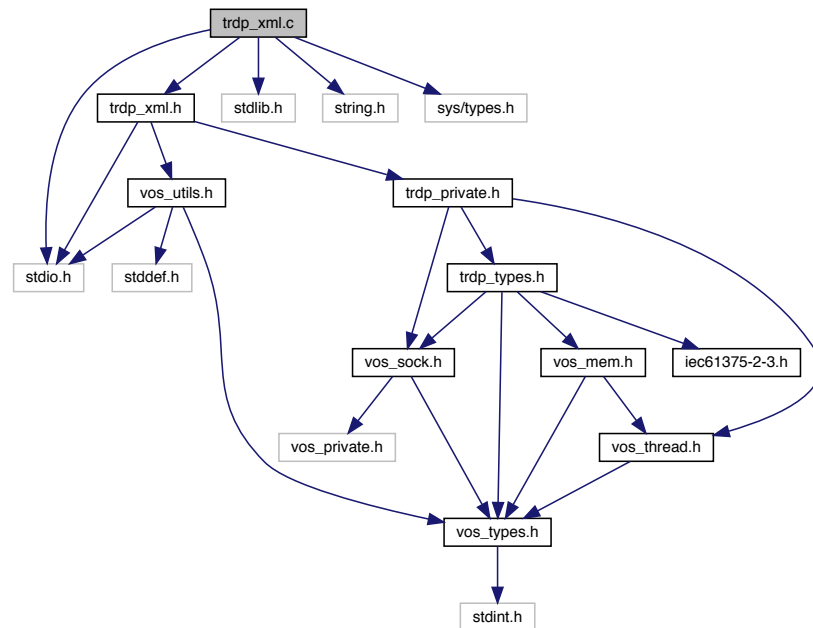 trdp_xml.c
trdp_xml.h
stdlib.h
string.h
sys/types.h
vos_utils.h
trdp_private.h
stdio.h
stddef.h
trdp_types.h
vos_sock.h
vos_mem.h
iec61375-2-3.h
vos_private.h
vos_thread.h
vos_types.h
stdint.h